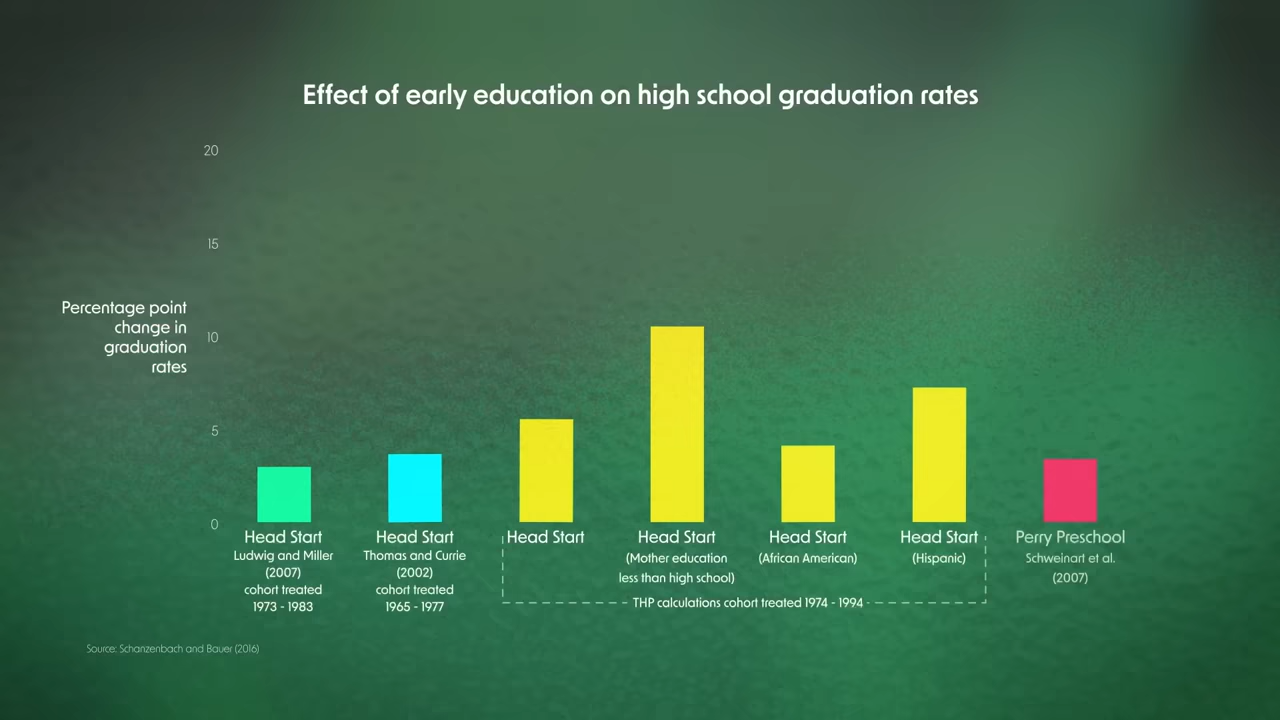 Effect of early education on high school graduation rates
20
15
10
5
0
Percentage point
change in
graduation
rates
Head Start
Ludwig and Miller
(2007)
cohort treated
1973 - 1983
Head Start
Thomas and Currie
(2002)
cohort treated
1965 - 1977
Head Start
Head Start
(Mother education
less than high school)
Head Start
(African American)
Head Start
(Hispanic)
THP calculations cohort treated 1974 - 1994
Perry Preschool
Schweinart et al.
(2007)
Source: Schanzenbach and Bauer (2016)